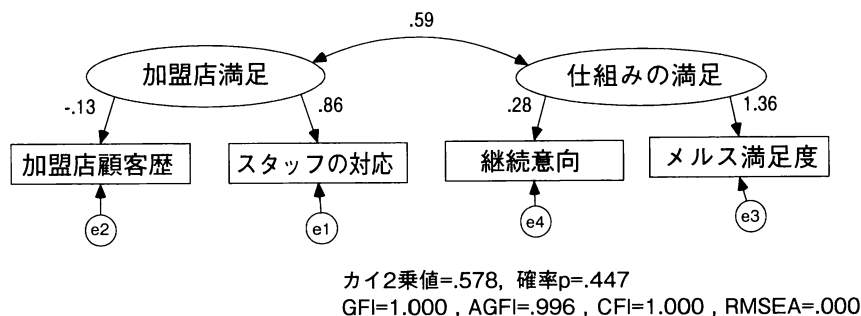 .59
加盟店満足
仕組みの満足
-.13
.86
.28
1.36
加盟店顧客歴
スタッフの対応
継続意向
メルス満足度
e2
e1
e4
e3
カイ2乗値=.578, 確率p=.447
GFI=1.000 , AGFI=.996 , CFI=1.000 , RMSEA=.000